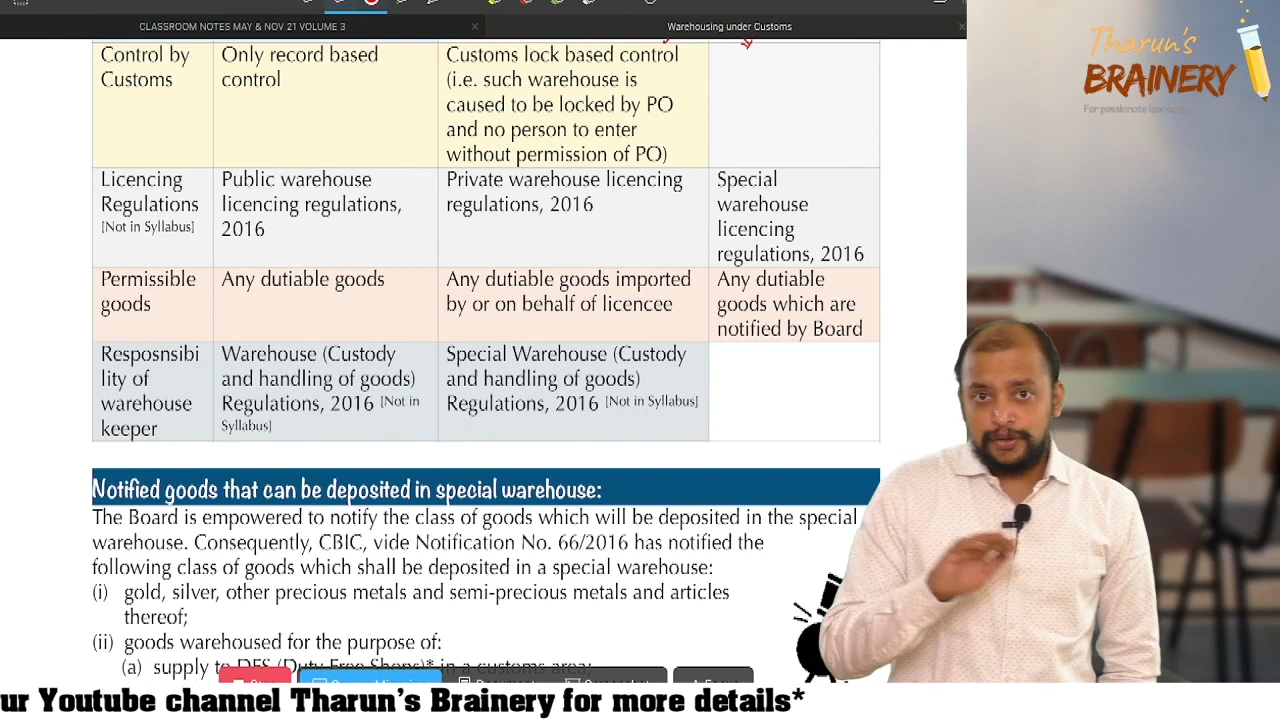 CLASSROOM NOTES MAY & NOV 21 VOLUME 3
Warehousing under Customs
Tharun's
BRAINERY
Control by
Customs
Only record based
control
Customs lock based control
(i.e. such warehouse is
caused to be locked by PO
and no person to enter
without permission of PO)
Licencing
Regulations
[Not in Syllabus]
Public warehouse
licencing regulations,
2016
Private warehouse licencing
regulations, 2016
Special
warehouse
licencing
regulations, 2016
Permissible
goods
Any dutiable goods
Any dutiable goods imported
by or on behalf of licencee
Any dutiable
goods which are
notified by Board
Resposnsibi
lity of
warehouse
keeper
Warehouse (Custody
and handling of goods)
Regulations, 2016 [Not in
Syllabus]
Special Warehouse (Custody
and handling of goods)
Regulations, 2016 [Not in Syllabus]
Notified goods that can be deposited in special warehouse:
The Board is empowered to notify the class of goods which will be deposited in the special
warehouse. Consequently, CBIC, vide Notification No. 66/2016 has notified the
following class of goods which shall be deposited in a special warehouse:
(i) gold, silver, other precious metals and semi-precious metals and articles
thereof;
(ii) goods warehoused for the purpose of:
(a) supply to DFS (Duty Free Shops)* in a customs area;
ur Youtube channel Tharun's Brainery for more details*